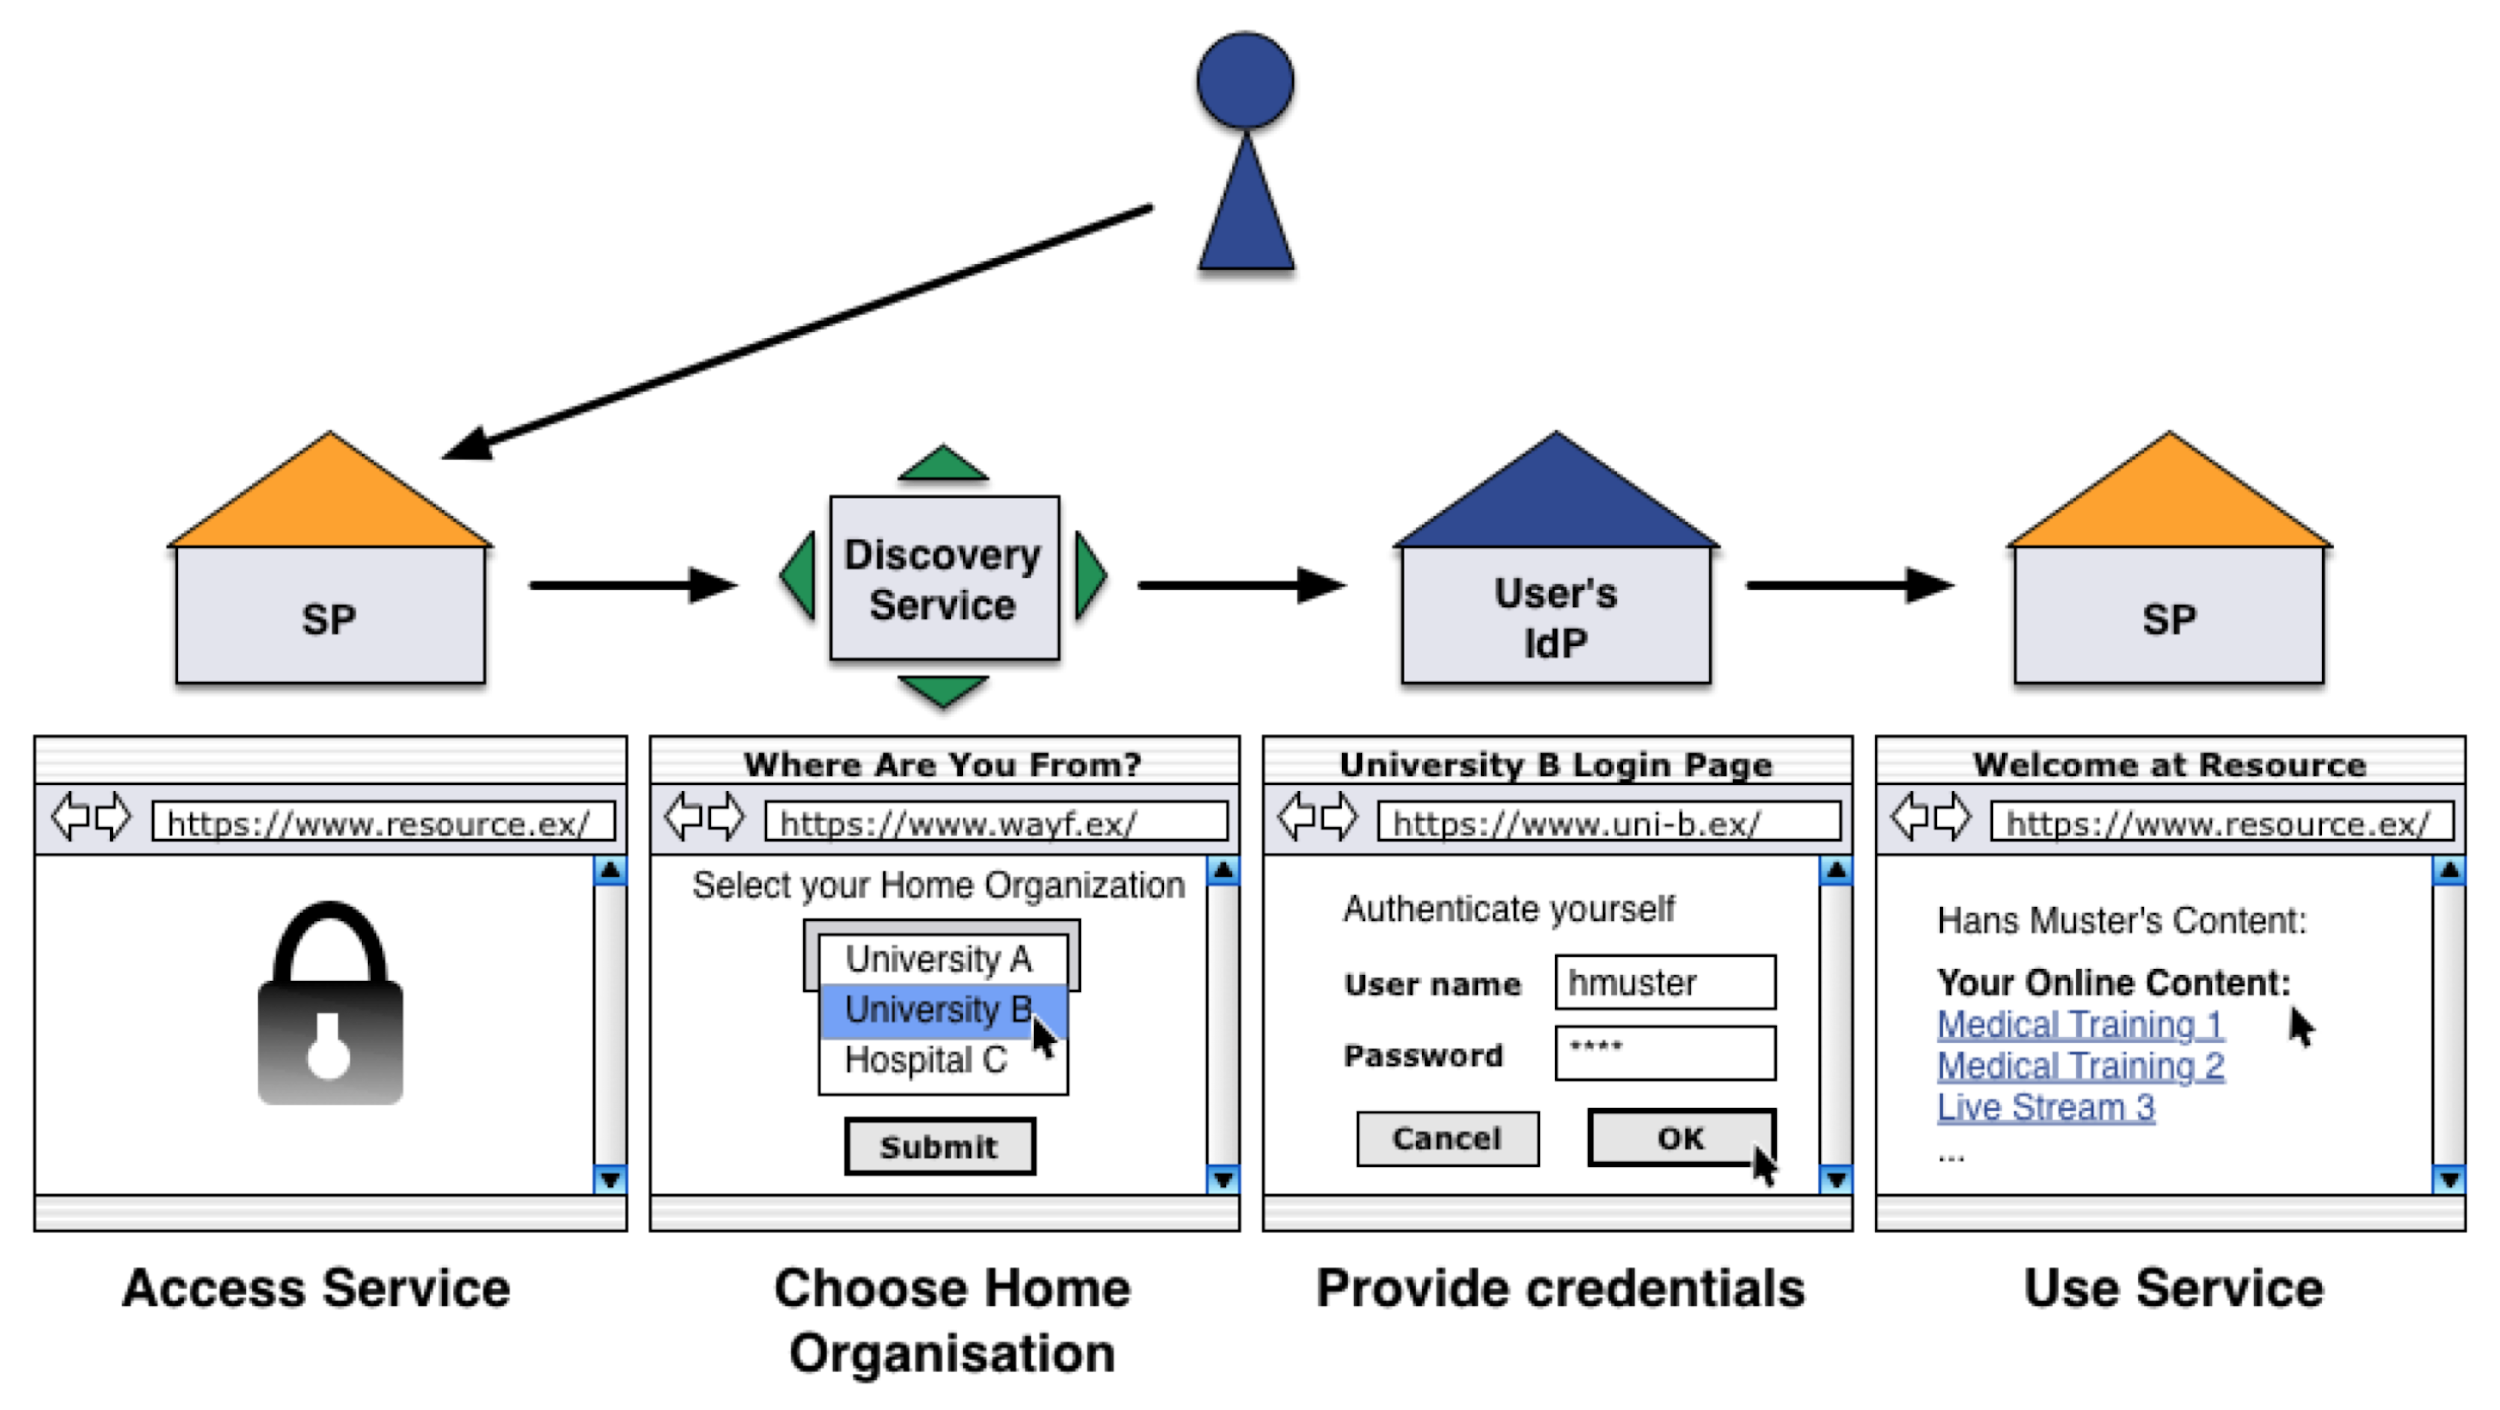 SP
Discovery
Service
User's
IdP
SP
https://www.resource.ex/
Access Service
Where Are You From?
https://www.wayf.ex/
Select your Home Organization
University A
University B
Hospital C
Submit
Choose Home
Organisation
University B Login Page
https://www.uni-b.ex/
Authenticate yourself
User name hmuster
Password ****
Cancel OK
Provide credentials
Welcome at Resource
https://www.resource.ex/
Hans Muster's Content:
Your Online Content:
Medical Training 1
Medical Training 2
Live Stream 3
...
Use Service